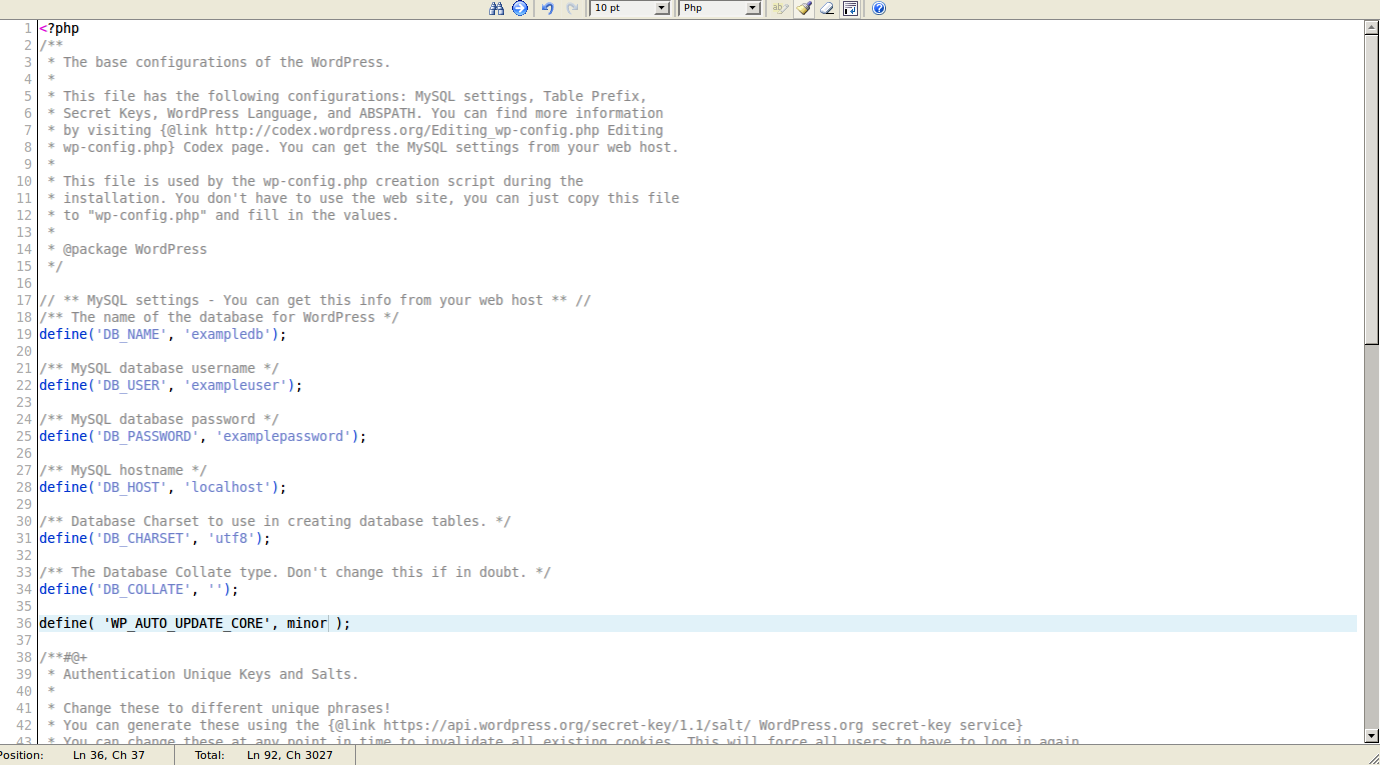 10 pt Php
1 <?php
2 /**
3  * The base configurations of the WordPress.
4  *
5  * This file has the following configurations: MySQL settings, Table Prefix,
6  * Secret Keys, WordPress Language, and ABSPATH. You can find more information
7  * by visiting {@link http://codex.wordpress.org/Editing_wp-config.php Editing
8  * wp-config.php} Codex page. You can get the MySQL settings from your web host.
9  *
10  * This file is used by the wp-config.php creation script during the
11  * installation. You don't have to use the web site, you can just copy this file
12  * to "wp-config.php" and fill in the values.
13  *
14  * @package WordPress
15  */
16
17 // ** MySQL settings - You can get this info from your web host ** //
18 /** The name of the database for WordPress */
19 define('DB_NAME', 'exampledb');
20
21 /** MySQL database username */
22 define('DB_USER', 'exampleuser');
23
24 /** MySQL database password */
25 define('DB_PASSWORD', 'examplepassword');
26
27 /** MySQL hostname */
28 define('DB_HOST', 'localhost');
29
30 /** Database Charset to use in creating database tables. */
31 define('DB_CHARSET', 'utf8');
32
33 /** The Database Collate type. Don't change this if in doubt. */
34 define('DB_COLLATE', '');
35
36 define( 'WP_AUTO_UPDATE_CORE', minor );
37
38 /**#@+
39  * Authentication Unique Keys and Salts.
40  *
41  * Change these to different unique phrases!
42  * You can generate these using the {@link https://api.wordpress.org/secret-key/1.1/salt/ WordPress.org secret-key service}
43  * You can change these at any point in time to invalidate all existing cookies. This will force all users to have to log in again.
Position: Ln 36, Ch 37 Total: Ln 92, Ch 3027